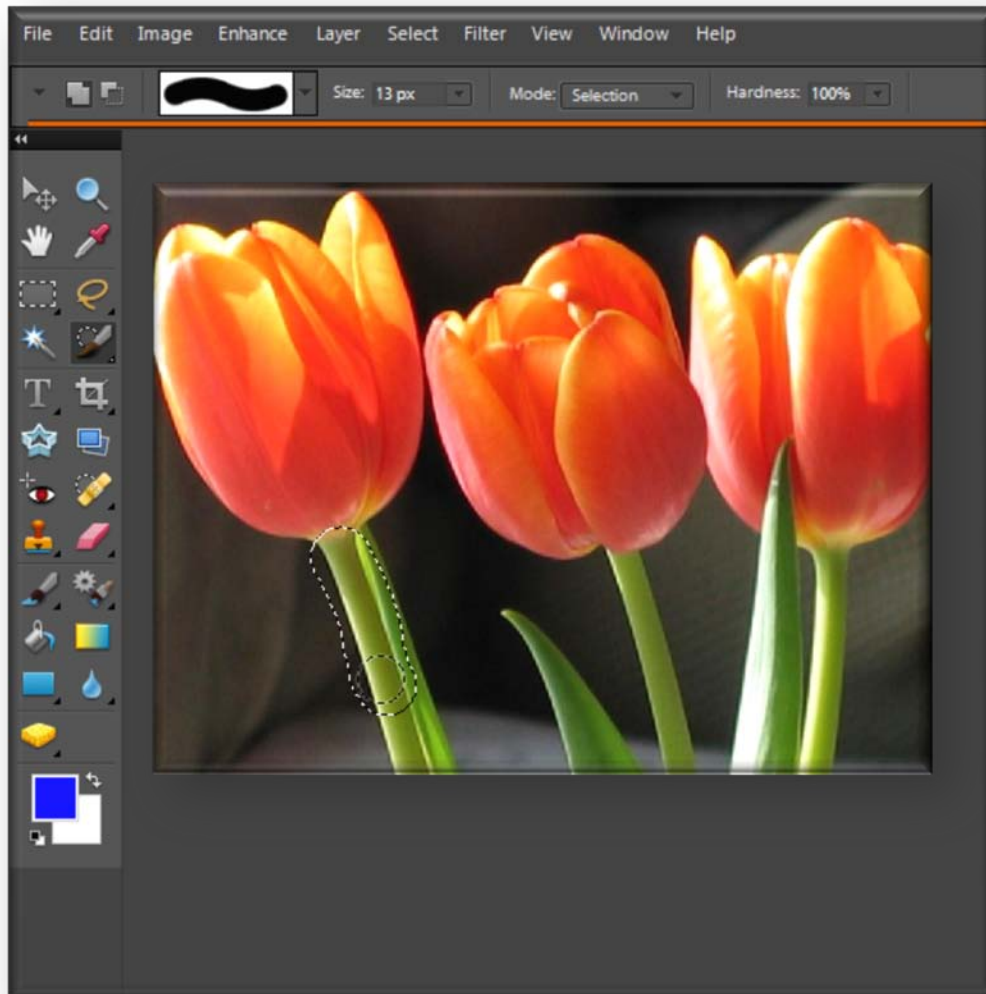 File Edit Image Enhance Layer Select Filter View Window Help
Size: 13 px Mode: Selection Hardness: 100%
T